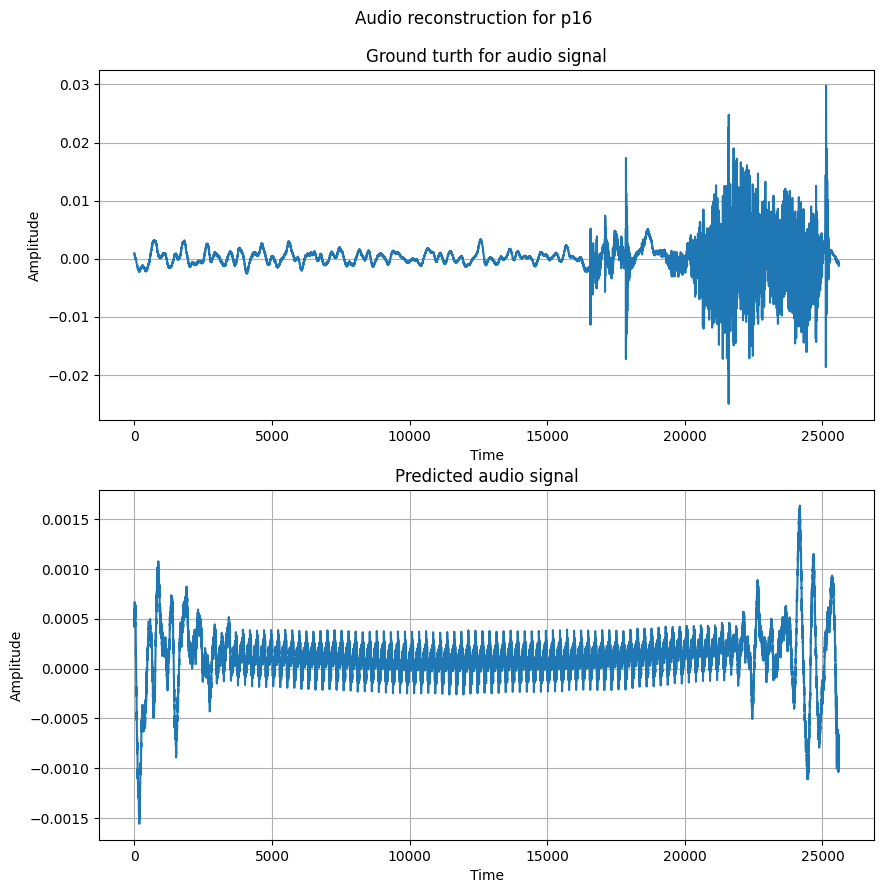 Audio reconstruction for p16
Ground turth for audio signal
0.03
0.02
0.01
0.00
−0.01
−0.02
Amplitude
0 5000 10000 15000 20000 25000
Time
Predicted audio signal
0.0015
0.0010
0.0005
0.0000
−0.0005
−0.0010
−0.0015
Amplitude
0 5000 10000 15000 20000 25000
Time